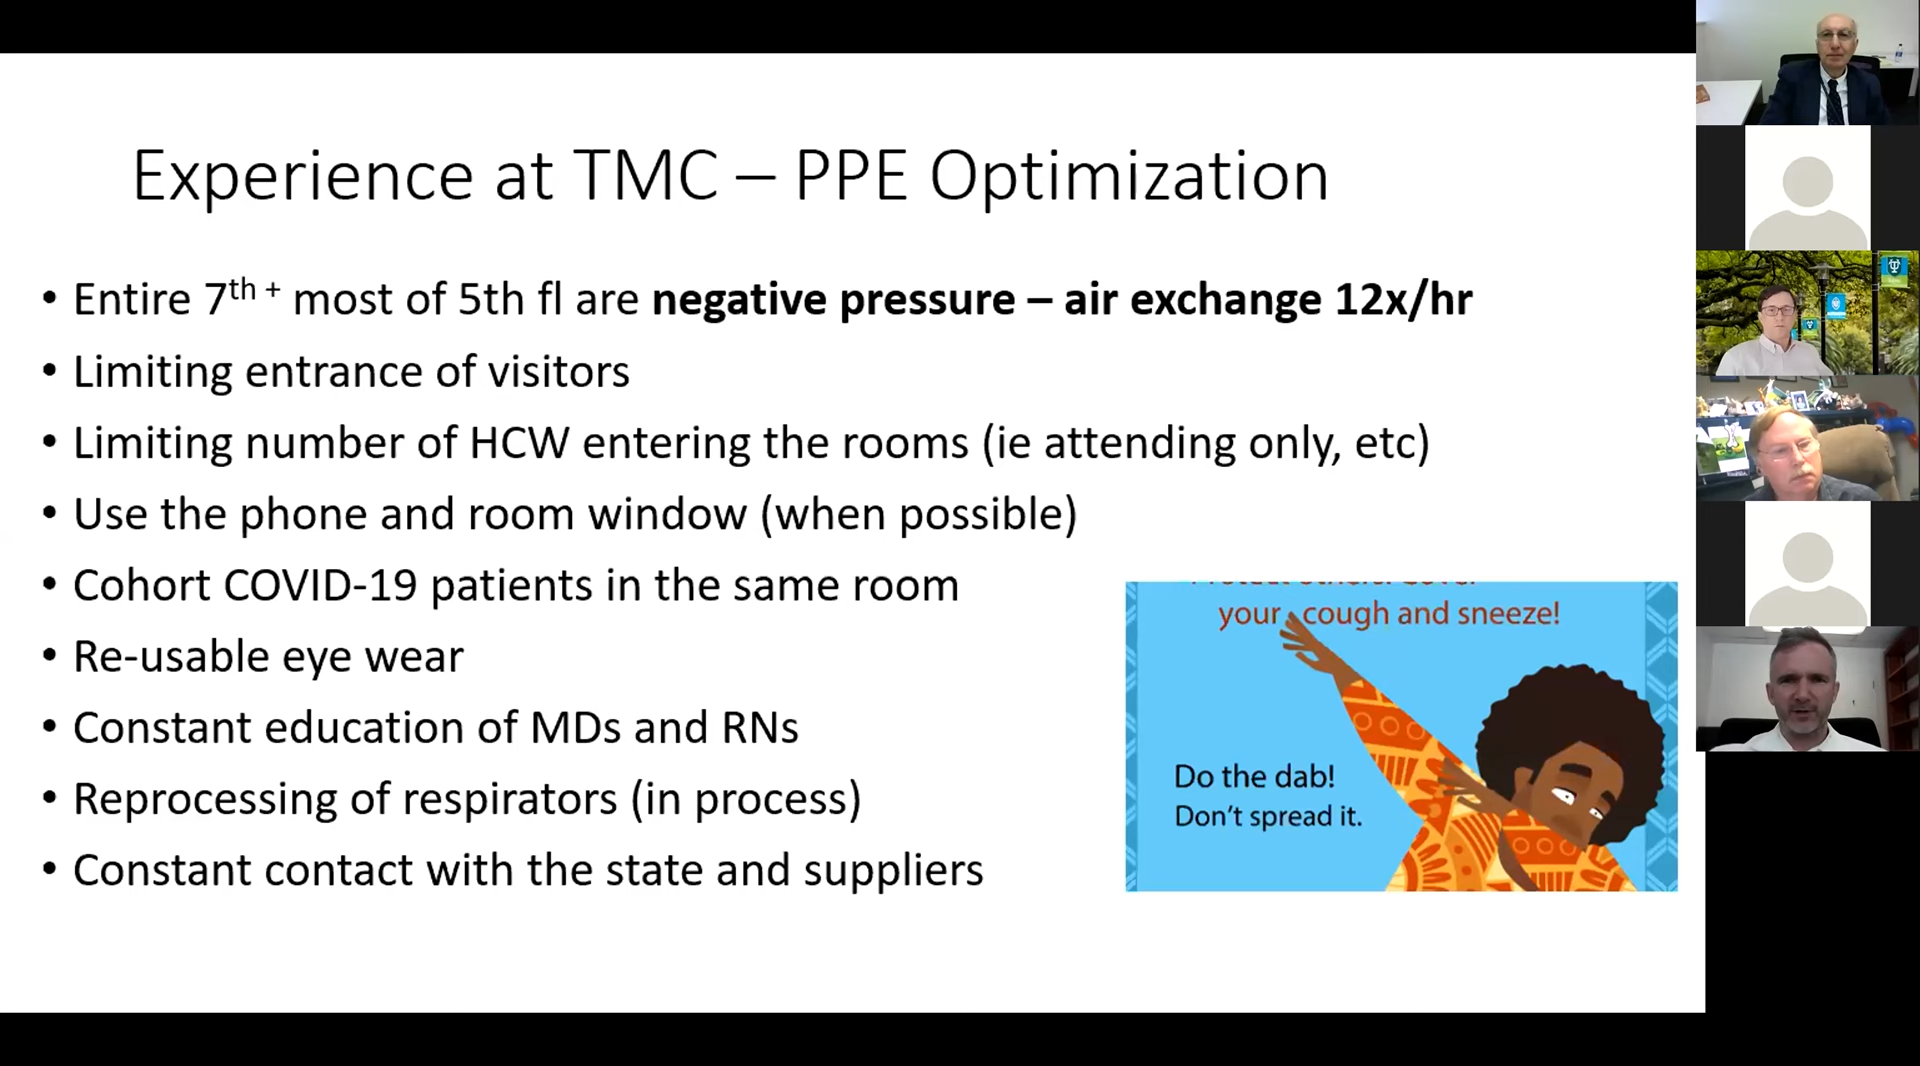 Experience at TMC – PPE Optimization
• Entire 7th + most of 5th fl are negative pressure – air exchange 12x/hr
• Limiting entrance of visitors
• Limiting number of HCW entering the rooms (ie attending only, etc)
• Use the phone and room window (when possible)
• Cohort COVID-19 patients in the same room
• Re-usable eye wear
• Constant education of MDs and RNs
• Reprocessing of respirators (in process)
• Constant contact with the state and suppliers
your cough and sneeze!
Do the dab!
Don't spread it.